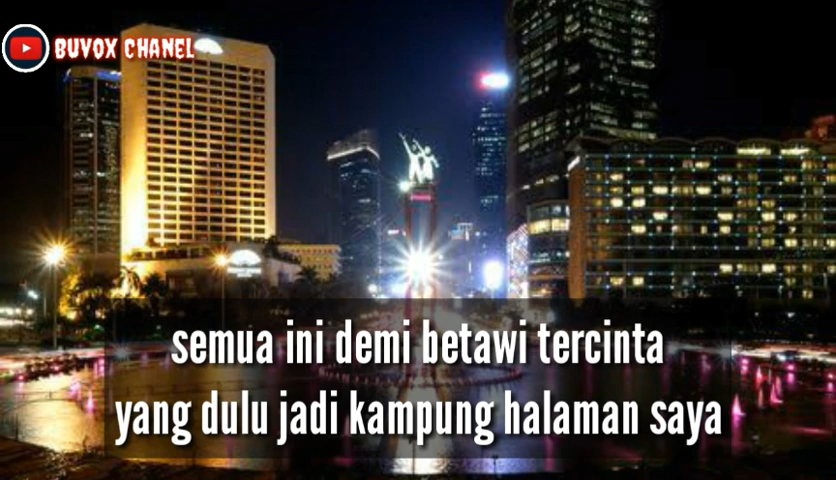 BUVOX CHANEL
semua ini demi betawi tercinta
yang dulu jadi kampung halaman saya